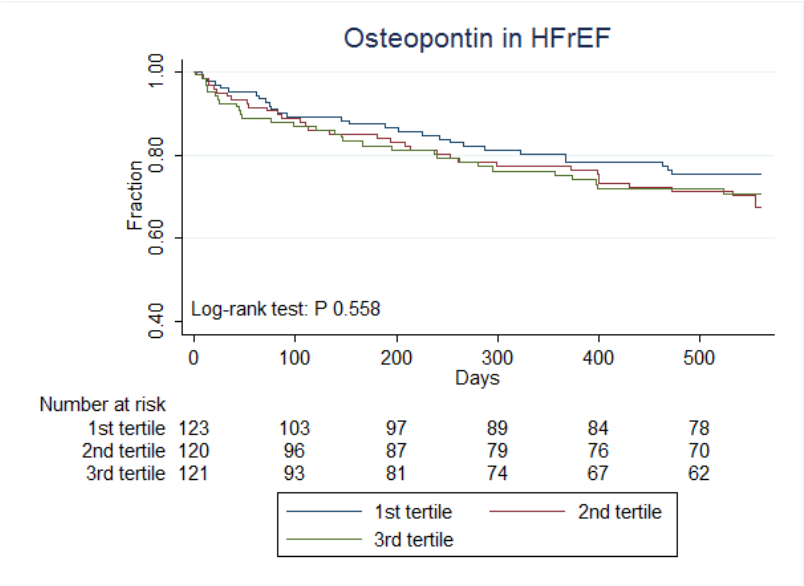 Osteopontin in HFrEF
1.00
0.80
0.60
0.40
Fraction
Log-rank test: P 0.558
0 100 200 300 400 500
Days
Number at risk
1st tertile 123 103 97 89 84 78
2nd tertile 120 96 87 79 76 70
3rd tertile 121 93 81 74 67 62
1st tertile 2nd tertile
3rd tertile